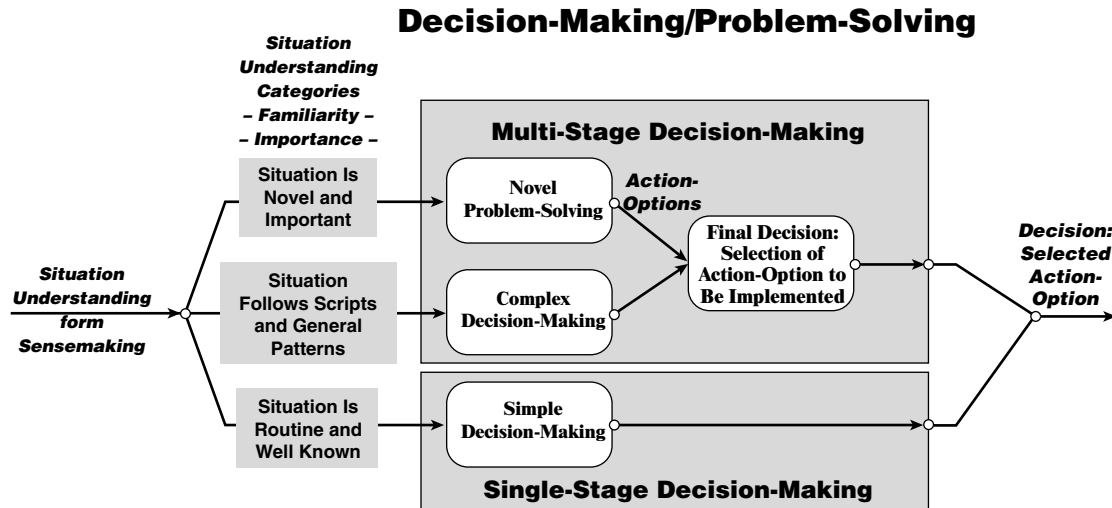 Decision-Making/Problem-Solving
Situation
Understanding
Categories
– Familiarity –
– Importance –
Multi-Stage Decision-Making
Situation Is
Novel and
Important
Novel
Problem-Solving
Action-
Options
Final Decision:
Selection of
Action-Option to
Be Implemented
Decision:
Selected
Action-
Option
Situation
Understanding
form
Sensemaking
Situation
Follows Scripts
and General
Patterns
Complex
Decision-Making
Situation Is
Routine and
Well Known
Simple
Decision-Making
Single-Stage Decision-Making